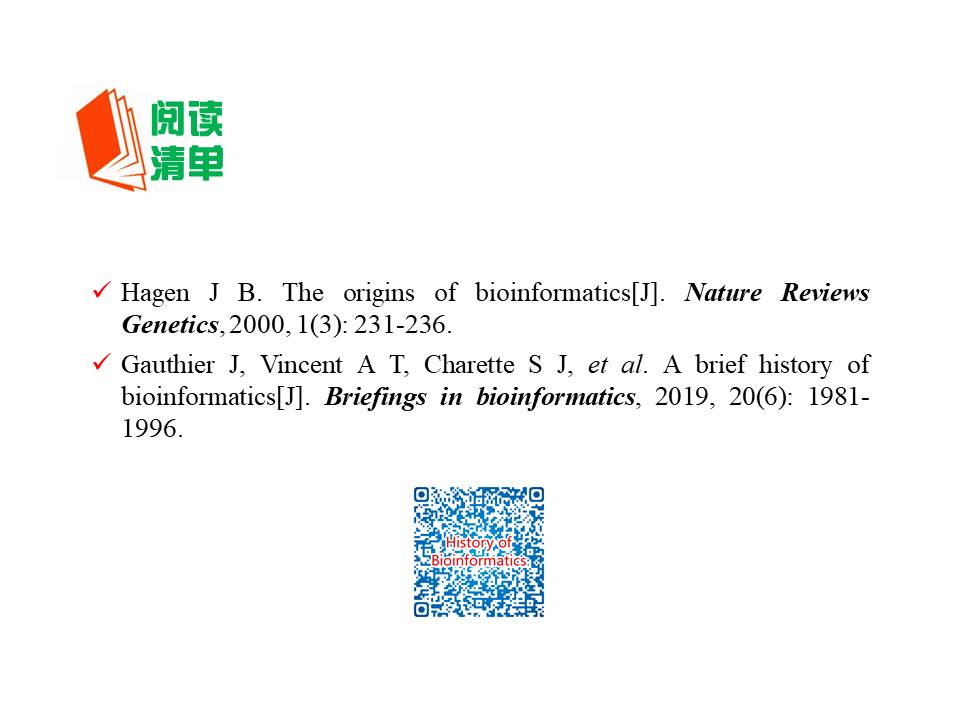 阅读
清单
Hagen J B. The origins of bioinformatics[J]. Nature Reviews
Genetics, 2000, 1(3): 231-236.
Gauthier J, Vincent A T, Charette S J, et al. A brief history of
bioinformatics[J]. Briefings in bioinformatics, 2019, 20(6): 1981-
1996.
History of
Bioinformatics